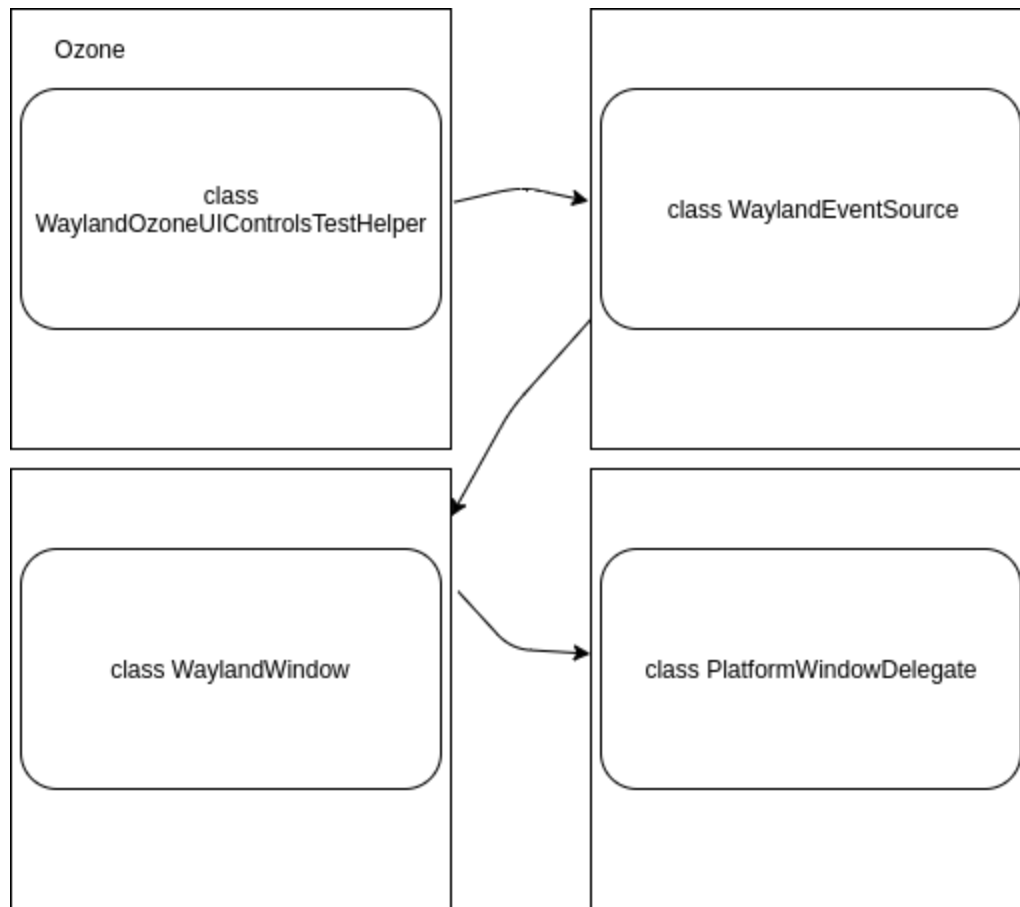 Ozone
class
WaylandOzoneUIControlsTestHelper
class WaylandEventSource
class WaylandWindow
class PlatformWindowDelegate